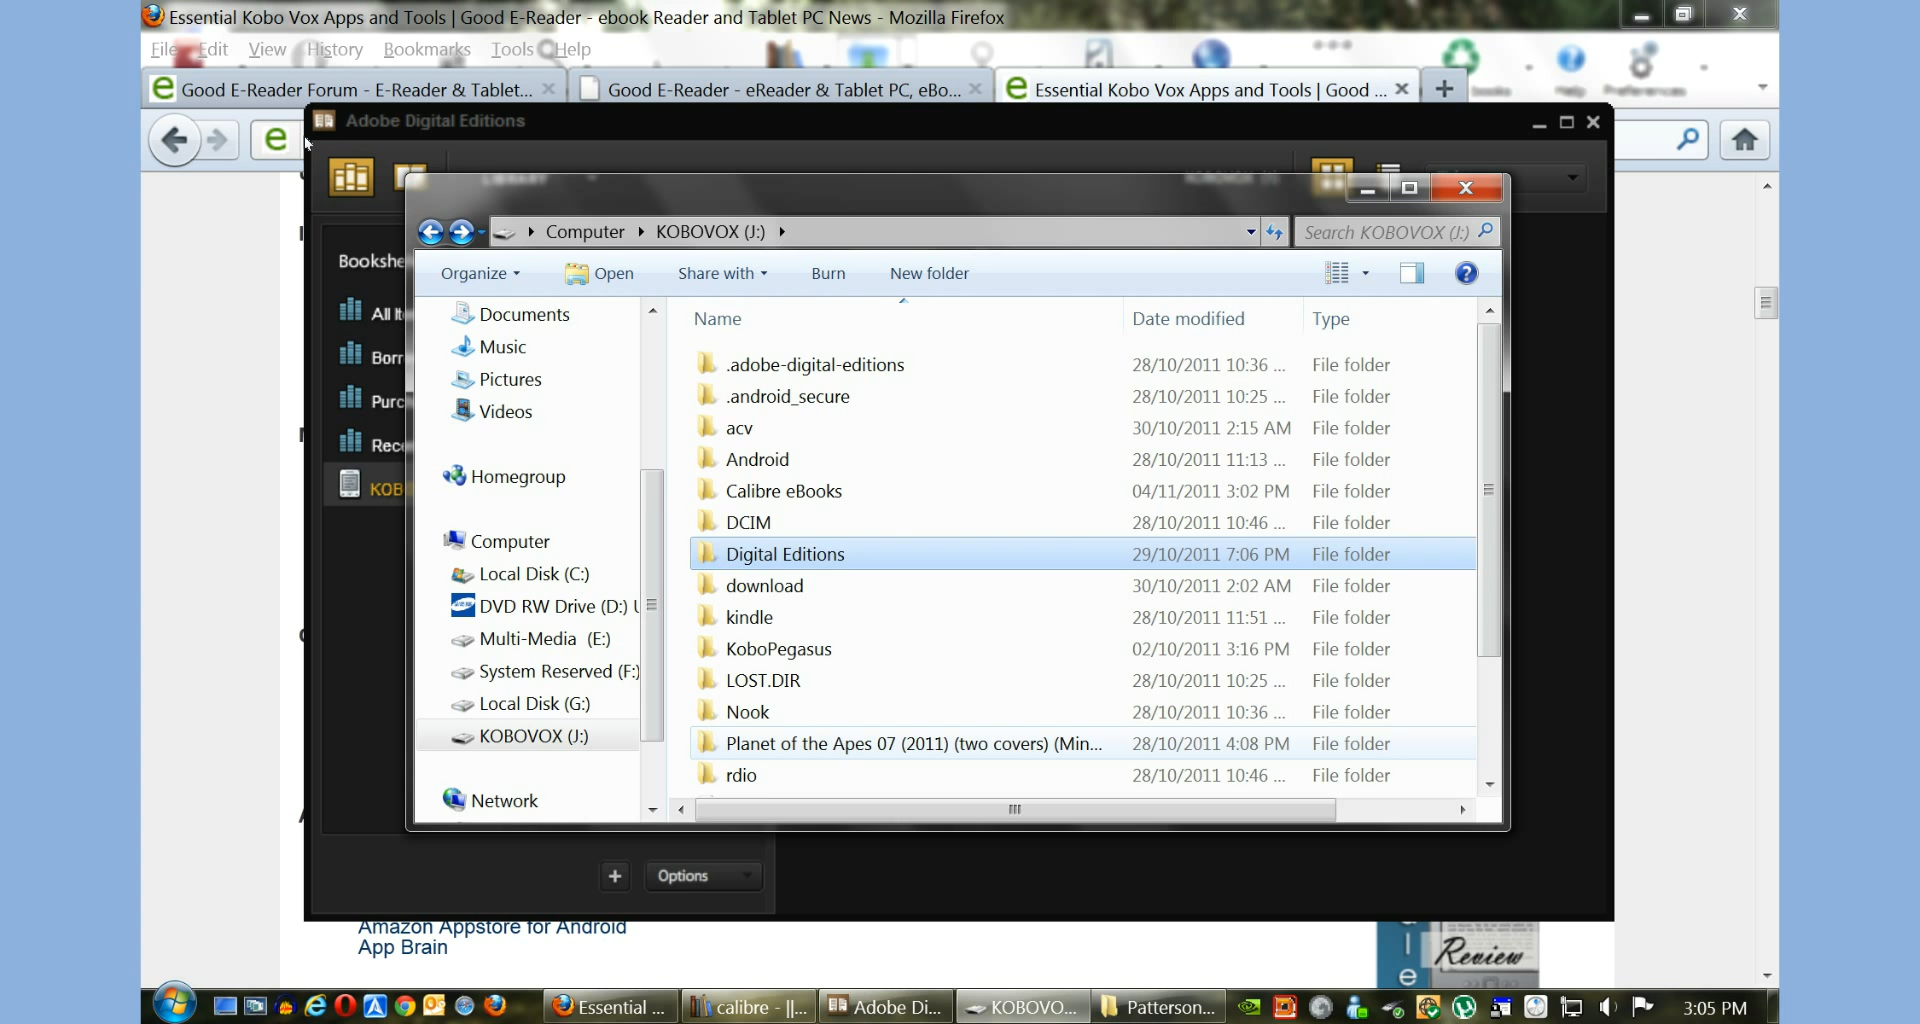 Essential Kobo Vox Apps and Tools | Good E-Reader - ebook Reader and Tablet PC News - Mozilla Firefox
File Edit View History Bookmarks Tools Help
Good E-Reader Forum - E-Reader & Tablet...
Good E-Reader - eReader & Tablet PC, eBo...
Essential Kobo Vox Apps and Tools | Good ...
Help
Preferences
Adobe Digital Editions
LIBRARY
Computer
KOBOVOX (J:)
Search KOBOVOX (J:)
Organize
Open
Share with
Burn
New folder
Bookshe
All It
Borr
Purc
Rece
KOB
Documents
Music
Pictures
Videos
Homegroup
Computer
Local Disk (C:)
DVD RW Drive (D:)
Multi-Media (E:)
System Reserved (F:)
Local Disk (G:)
KOBOVOX (J:)
Network
Name Date modified Type
.adobe-digital-editions 28/10/2011 10:36 ... File folder
.android_secure 28/10/2011 10:25 ... File folder
acv 30/10/2011 2:15 AM File folder
Android 28/10/2011 11:13 ... File folder
Calibre eBooks 04/11/2011 3:02 PM File folder
DCIM 28/10/2011 10:46 ... File folder
Digital Editions 29/10/2011 7:06 PM File folder
download 30/10/2011 2:02 AM File folder
kindle 28/10/2011 11:51 ... File folder
KoboPegasus 02/10/2011 3:16 PM File folder
LOST.DIR 28/10/2011 10:25 ... File folder
Nook 28/10/2011 10:36 ... File folder
Planet of the Apes 07 (2011) (two covers) (Min... 28/10/2011 4:08 PM File folder
rdio 28/10/2011 10:46 ... File folder
Options
Amazon Appstore for Android
App Brain
Review
Essential ...
calibre - ||...
Adobe Di...
KOBOVO...
Patterson...
3:05 PM